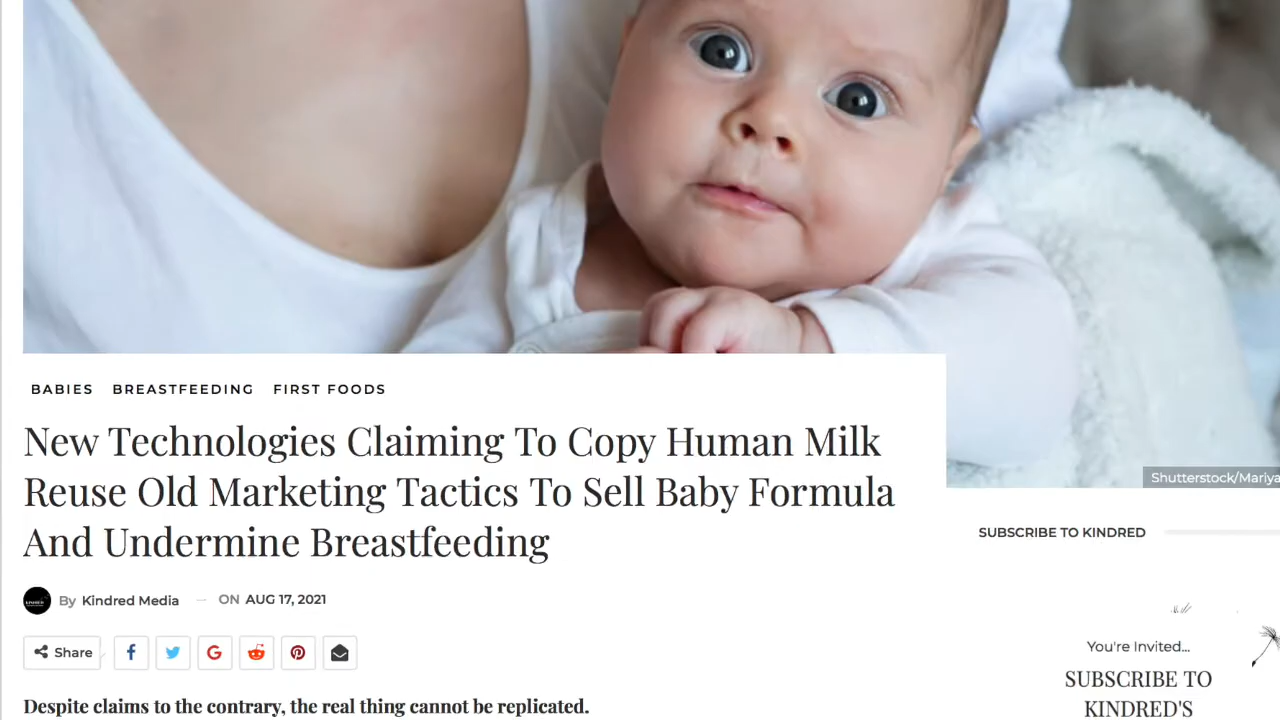 BABIES BREASTFEEDING FIRST FOODS
New Technologies Claiming To Copy Human Milk
Reuse Old Marketing Tactics To Sell Baby Formula
And Undermine Breastfeeding
By Kindred Media — ON AUG 17, 2021
Share
Despite claims to the contrary, the real thing cannot be replicated.
Shutterstock/Mariya
SUBSCRIBE TO KINDRED
You're Invited...
SUBSCRIBE TO
KINDRED'S